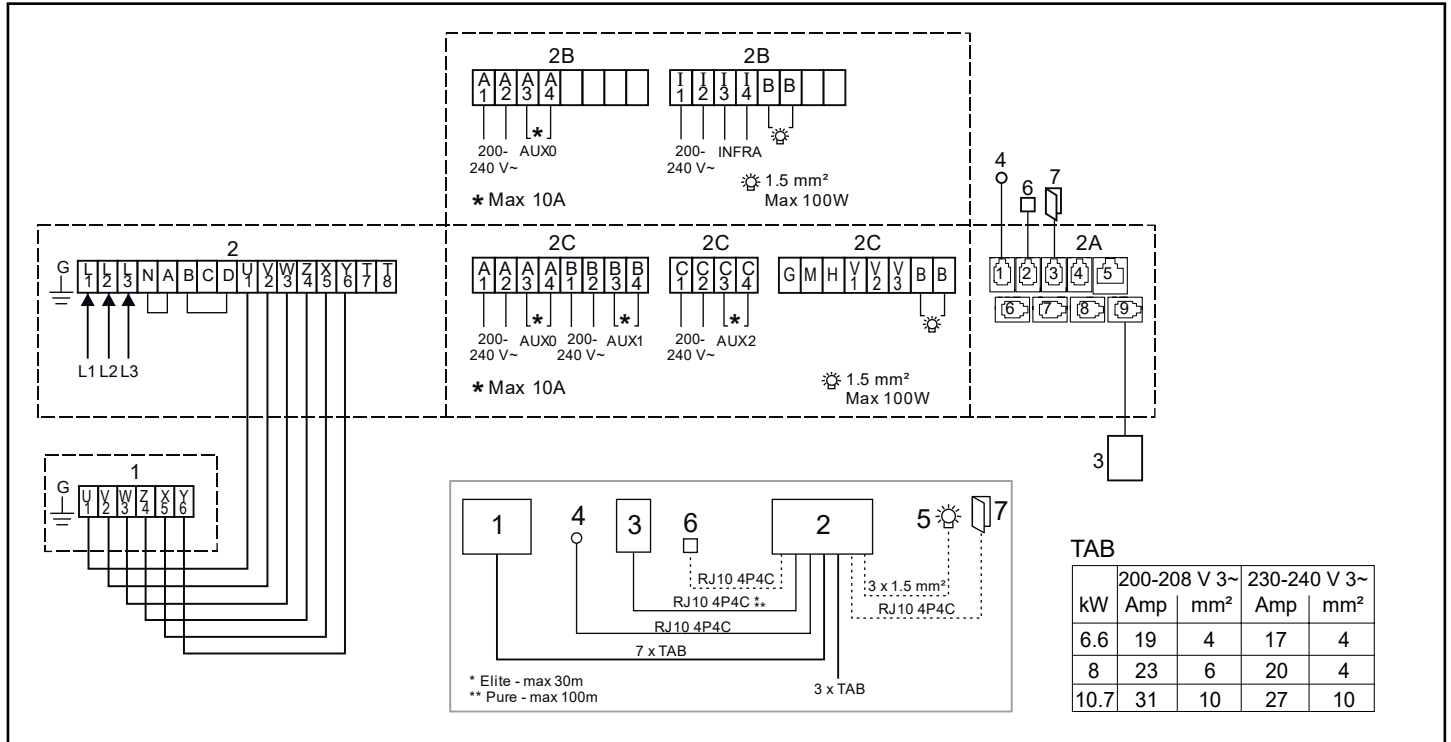 2B
A1 A2 A3 A4
200-240 V~
* AUX0
* Max 10A
2B
I1 I2 I3 I4 B B
200-240 V~
INFRA
1.5 mm²
Max 100W
2
G
L1 L2 L3 N A B C D U1 V2 W3 Z4 X5 Y6 T7 T8
L1 L2 L3
2C
A1 A2 A3 A4 B1 B2 B3 B4
200-240 V~
* AUX0
200-240 V~
* AUX1
* Max 10A
2C
C1 C2 C3 C4
200-240 V~
* AUX2
2C
G M H V1 V2 V3 B B
1.5 mm²
Max 100W
4
6
7
2A
1 2 3 4 5
6 7 8 9
3
1
G
U1 V2 W3 Z4 X5 Y6
1
4
3
6
2
5
7
RJ10 4P4C
RJ10 4P4C * **
RJ10 4P4C
7 x TAB
3 x 1.5 mm²
RJ10 4P4C
3 x TAB
* Elite - max 30m
** Pure - max 100m
TAB
200-208 V 3~ 230-240 V 3~
kW Amp mm² Amp mm²
6.6 19 4 17 4
8 23 6 20 4
10.7 31 10 27 10